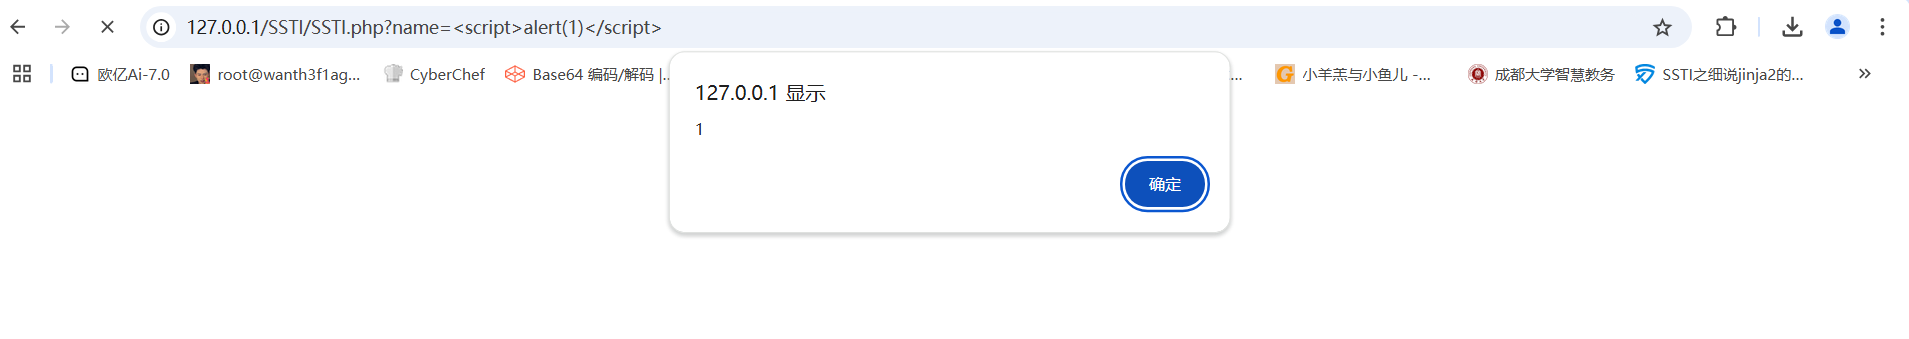 127.0.0.1/SSTI/SSTI.php?name=<script>alert(1)</script>
欧亿Ai-7.0 root@wanth3f1ag... CyberChef Base64 编码/解码 |... ... 小羊羔与小鱼儿 -... 成都大学智慧教务 SSTI之细说jinja2的...
127.0.0.1 显示
1
确定